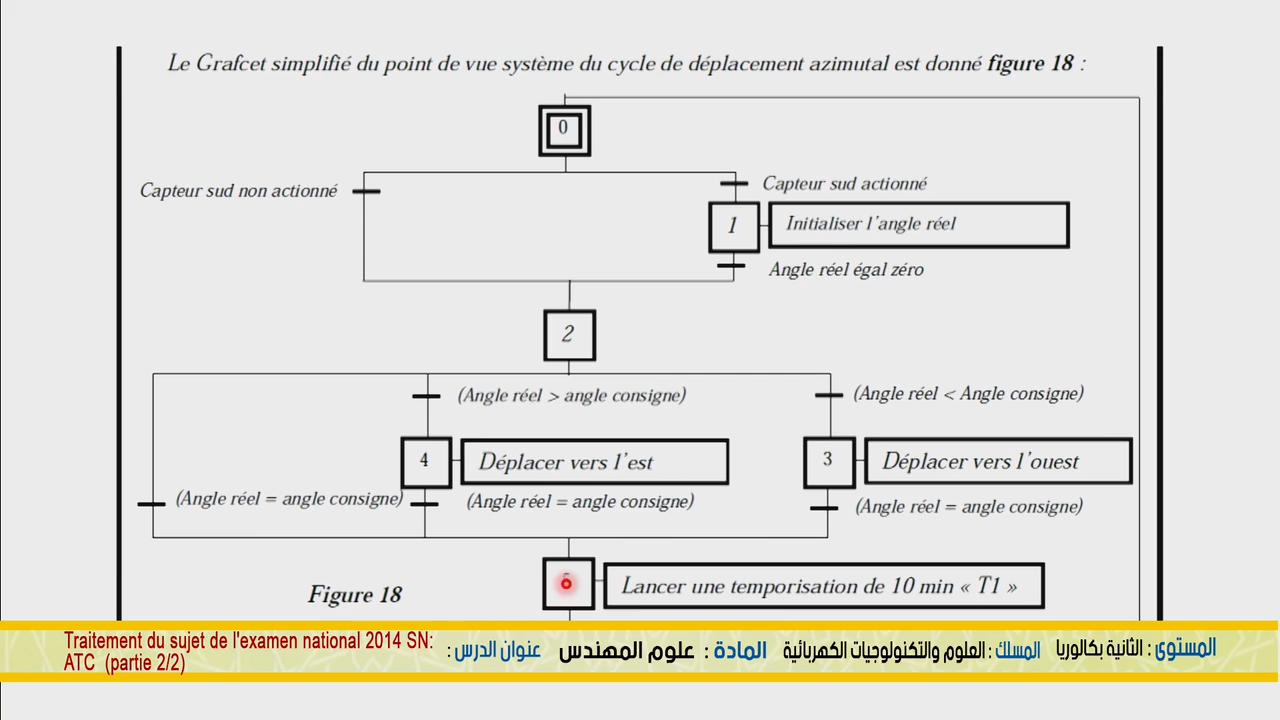 Le Grafcet simplifié du point de vue système du cycle de déplacement azimutal est donné figure 18 :
0
Capteur sud non actionné
Capteur sud actionné
1
Initialiser l'angle réel
Angle réel égal zéro
2
(Angle réel > angle consigne)
(Angle réel < Angle consigne)
4
Déplacer vers l'est
3
Déplacer vers l'ouest
(Angle réel = angle consigne)
(Angle réel = angle consigne)
(Angle réel = angle consigne)
Figure 18
Lancer une temporisation de 10 min « T1 »
المستوى : الثانية بكالوريا
المسلك : العلوم والتكنولوجيات الكهربائية
المادة : علوم المهندس
عنوان الدرس :
Traitement du sujet de l'examen national 2014 SN:
ATC (partie 2/2)